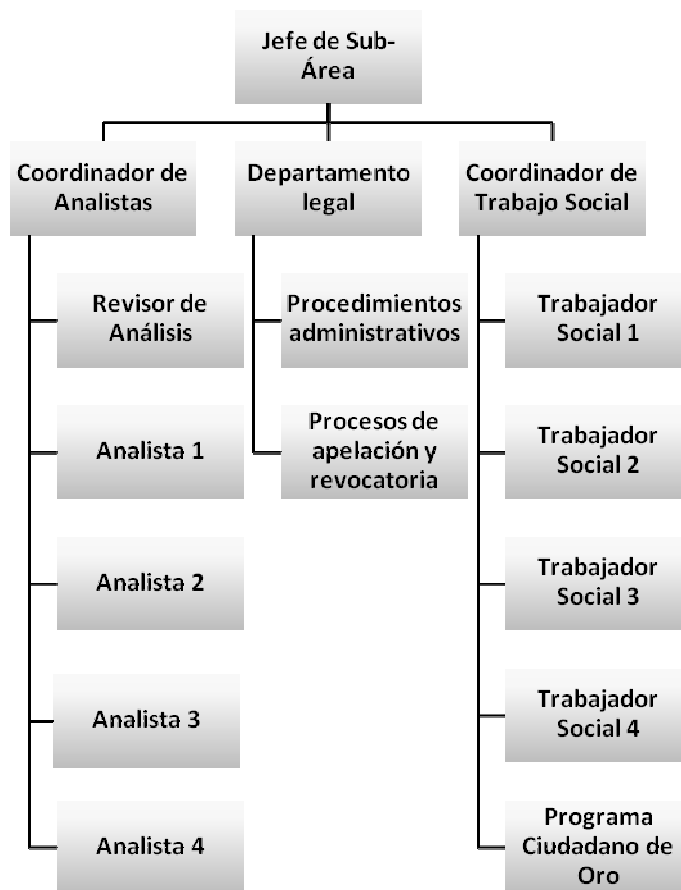 Jefe de Sub-
Área
Coordinador de
Analistas
Departamento
legal
Coordinador de
Trabajo Social
Revisor de
Análisis
Analista 1
Analista 2
Analista 3
Analista 4
Procedimientos
administrativos
Procesos de
apelación y
revocatoria
Trabajador
Social 1
Trabajador
Social 2
Trabajador
Social 3
Trabajador
Social 4
Programa
Ciudadano de
Oro